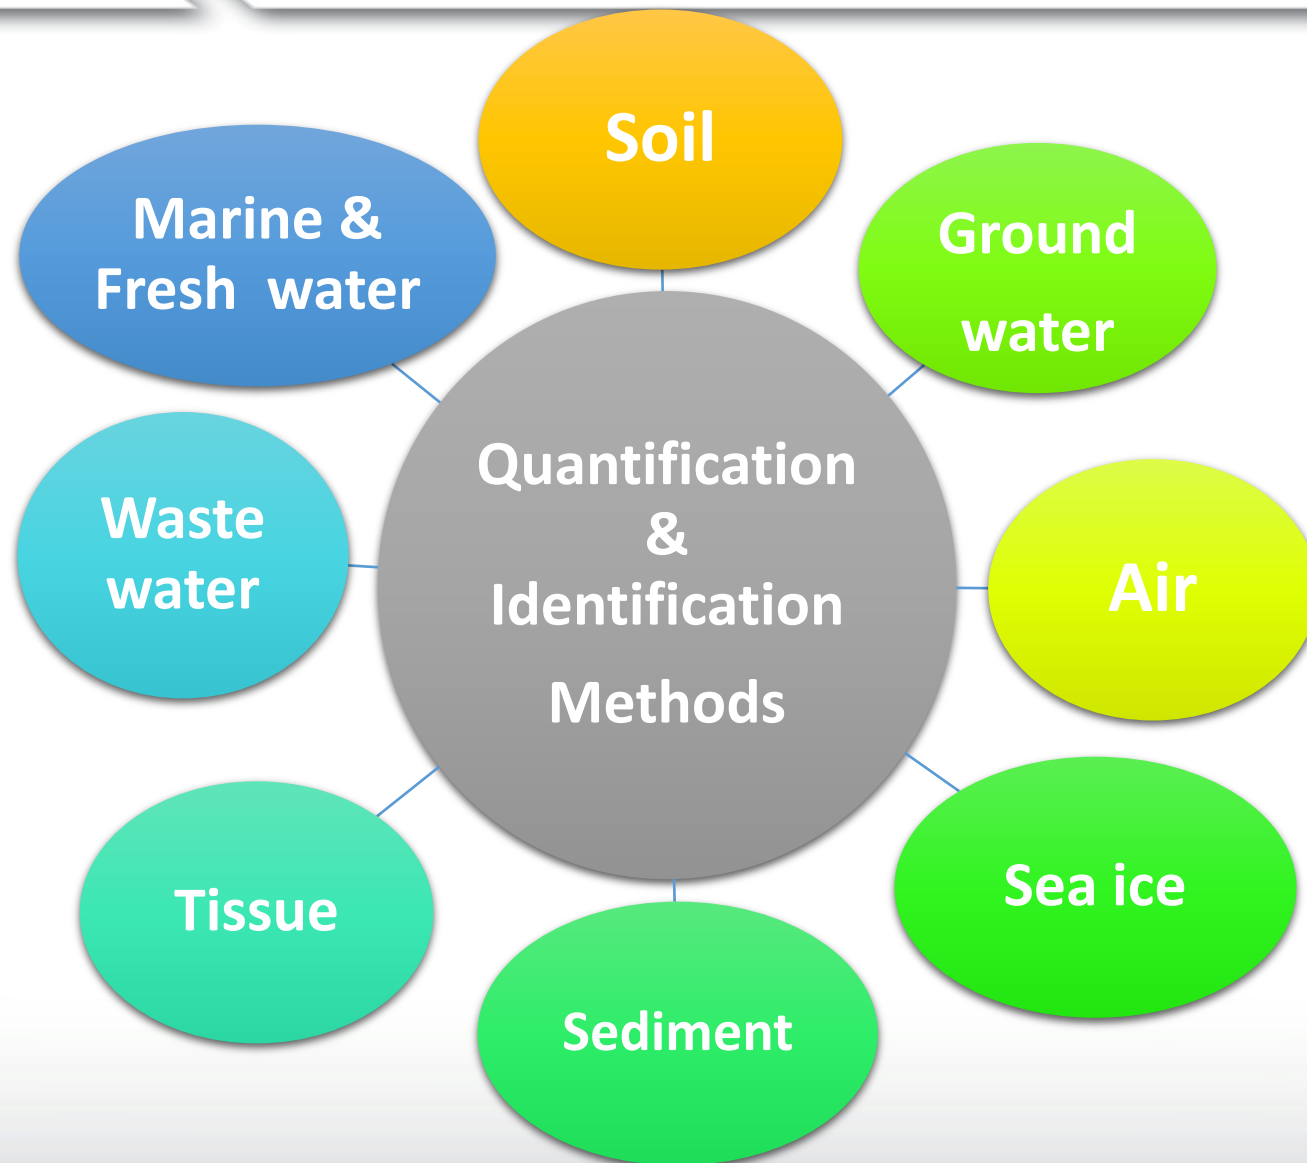 Soil
Marine &
Fresh  water
Ground
water
Quantification
&
Identification
Methods
Waste
water
Air
Tissue
Sea ice
Sediment